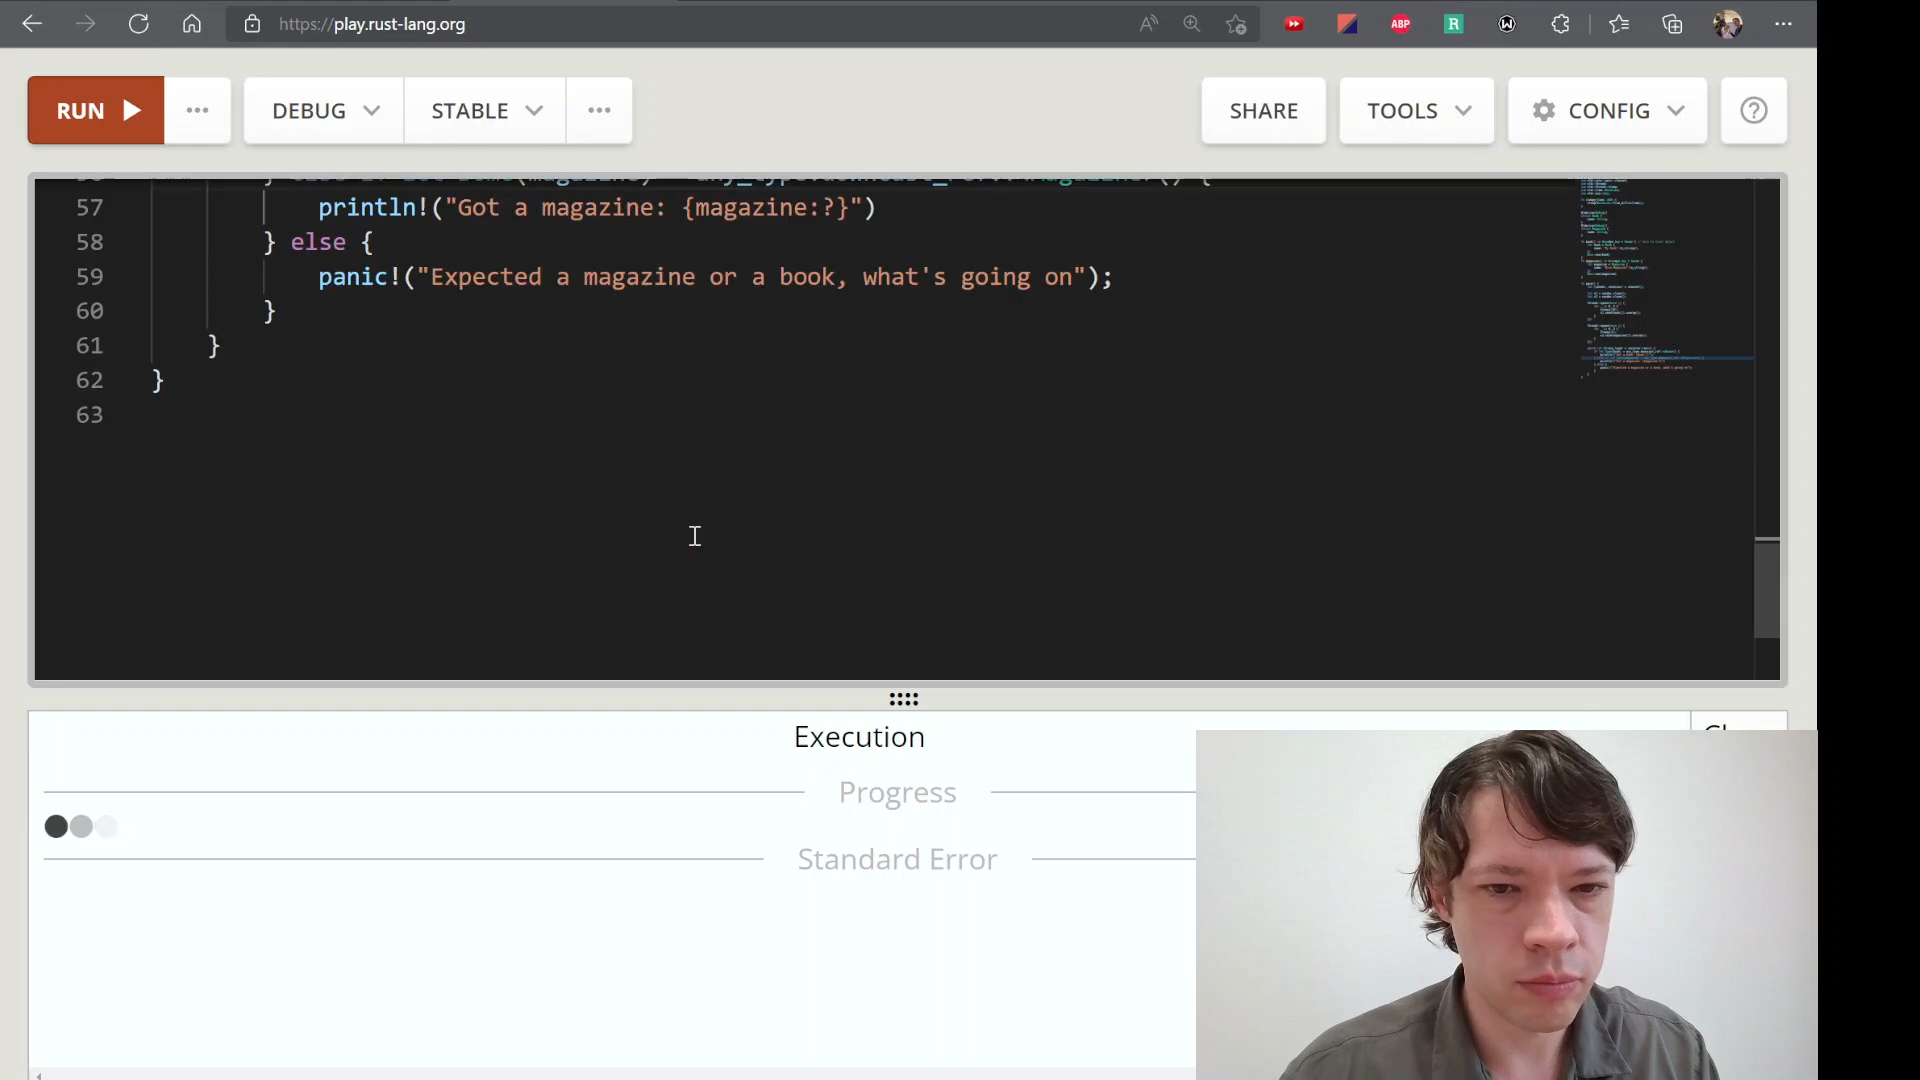 https://play.rust-lang.org
ABP
R
RUN
DEBUG
STABLE
SHARE
TOOLS
CONFIG
57 println!("Got a magazine: {magazine:?}")
58 } else {
59 panic!("Expected a magazine or a book, what's going on");
60 }
61 }
62 }
63
Execution
Progress
Standard Error